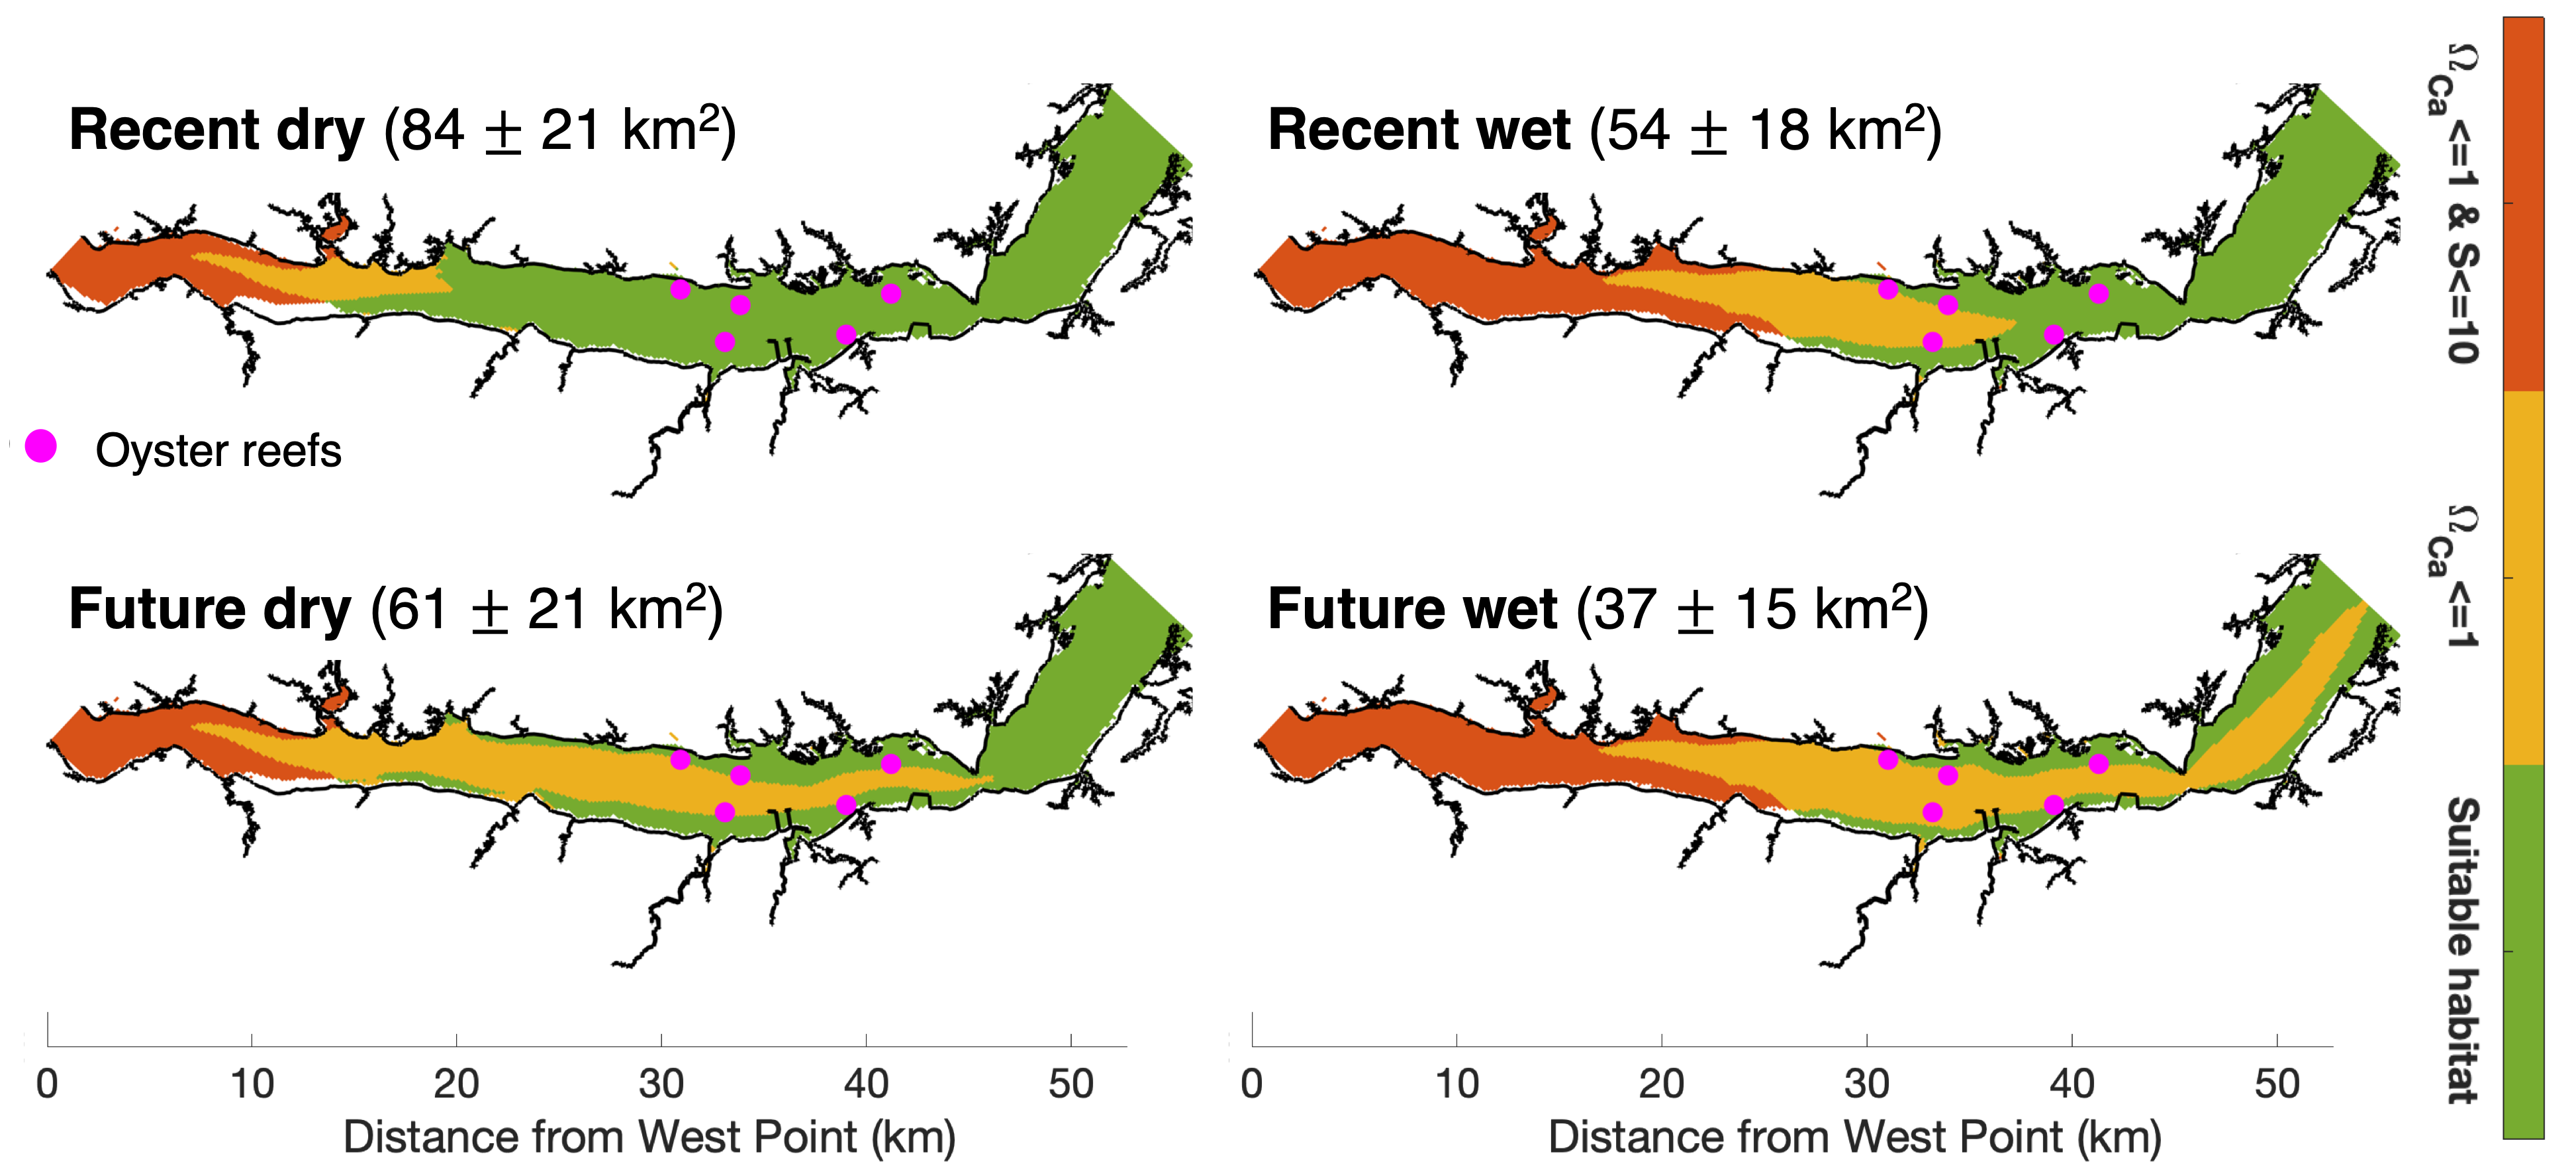 Recent dry (84 ± 21 km²)
Recent wet (54 ± 18 km²)
Oyster reefs
Future dry (61 ± 21 km²)
Future wet (37 ± 15 km²)
0 10 20 30 40 50
Distance from West Point (km)
0 10 20 30 40 50
Distance from West Point (km)
Ω_Ca <=1 & S<=10
Ω_Ca <=1
Suitable habitat